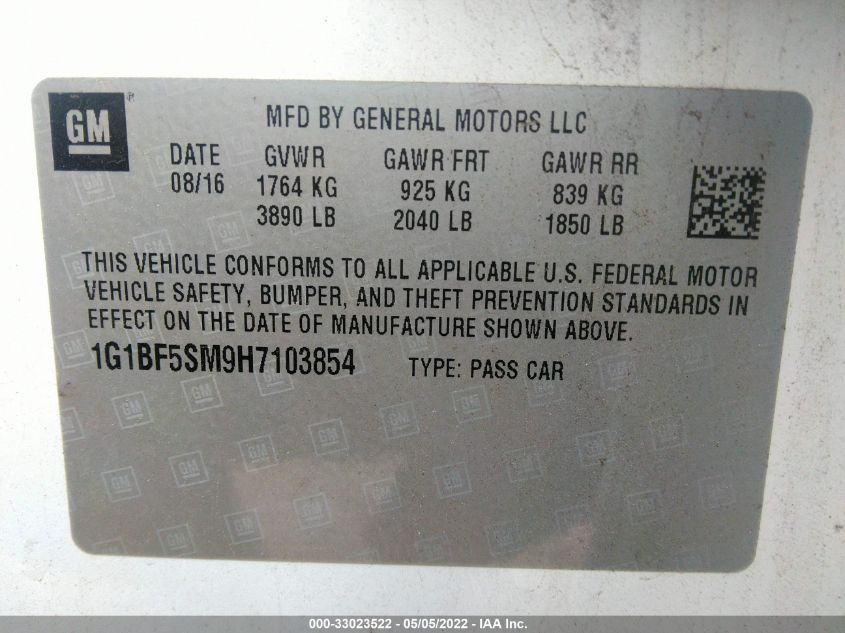 GM
MFD BY GENERAL MOTORS LLC
DATE GVWR GAWR FRT GAWR RR
08/16 1764 KG 925 KG 839 KG
3890 LB 2040 LB 1850 LB
THIS VEHICLE CONFORMS TO ALL APPLICABLE U.S. FEDERAL MOTOR
VEHICLE SAFETY, BUMPER, AND THEFT PREVENTION STANDARDS IN
EFFECT ON THE DATE OF MANUFACTURE SHOWN ABOVE.
1G1BF5SM9H7103854 TYPE: PASS CAR
000-33023522 - 05/05/2022 - IAA Inc.